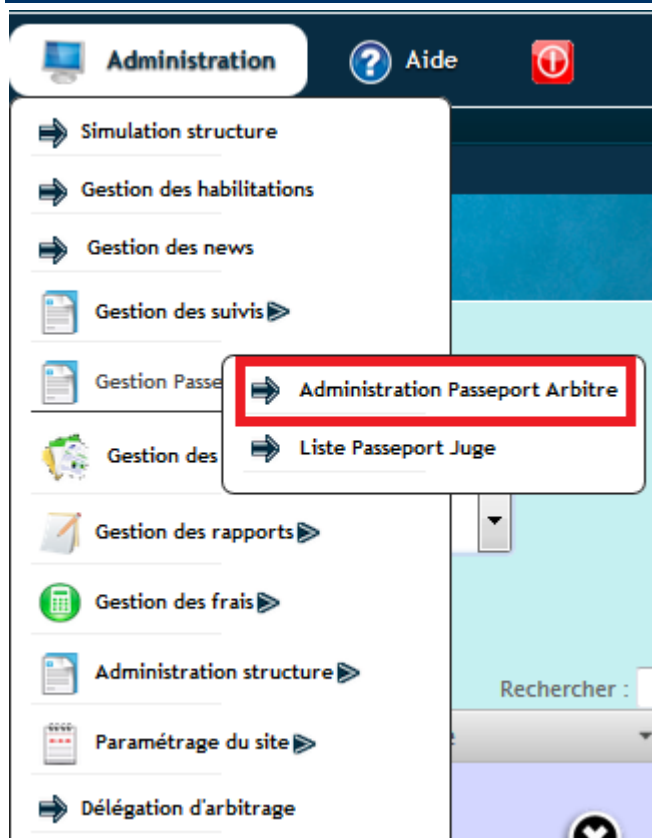 Administration
Aide
Simulation structure
Gestion des habilitations
Gestion des news
Gestion des suivis
Gestion Passe
Administration Passeport Arbitre
Liste Passeport Juge
Gestion des
Gestion des rapports
Gestion des frais
Administration structure
Rechercher :
Paramétrage du site
Délégation d'arbitrage